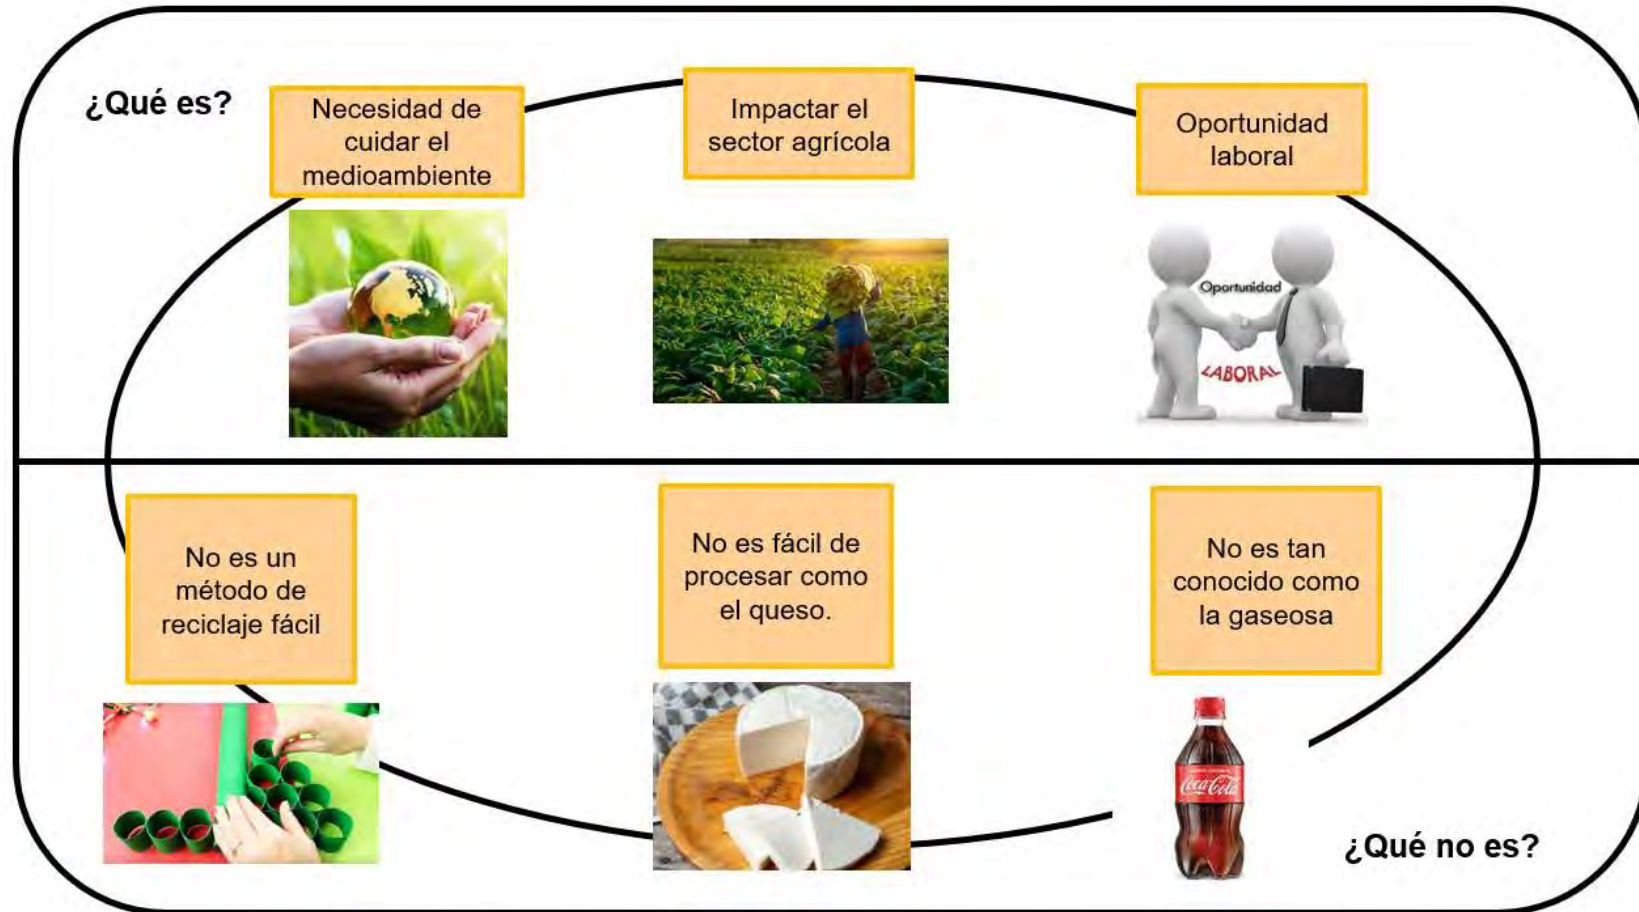 ¿Qué es?
Necesidad de
cuidar el
medioambiente
Impactar el
sector agrícola
Oportunidad
laboral
Oportunidad
LABORAL
No es un
método de
reciclaje fácil
No es fácil de
procesar como
el queso.
No es tan
conocido como
la gaseosa
Coca-Cola
¿Qué no es?